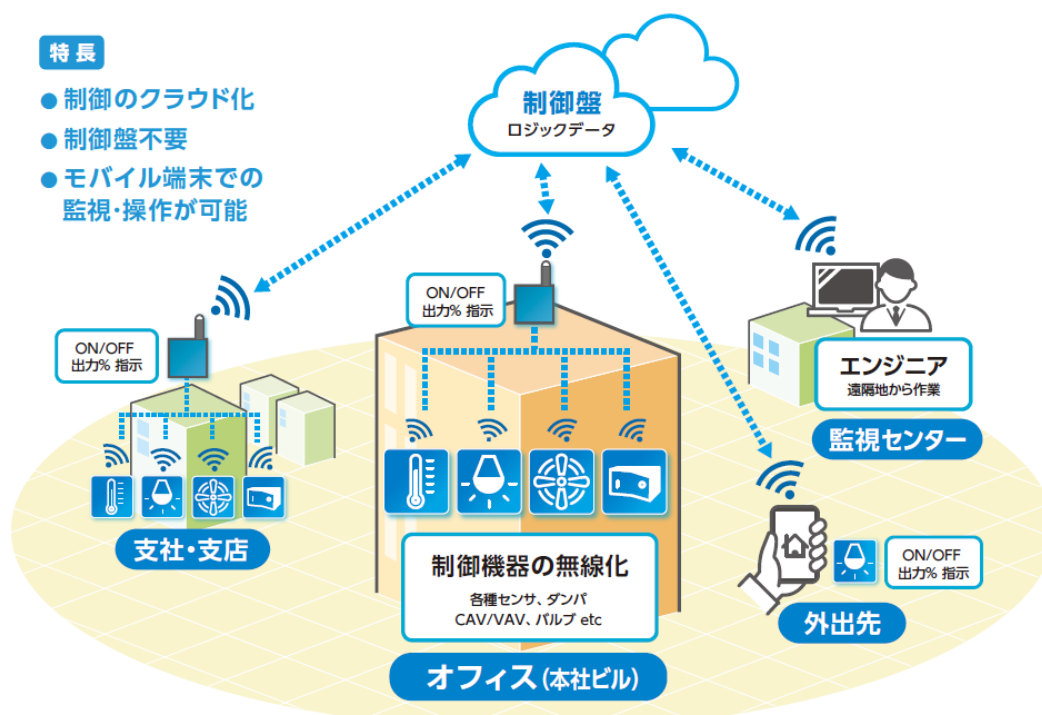 特長
● 制御のクラウド化
● 制御盤不要
● モバイル端末での
監視・操作が可能
制御盤
ロジックデータ
ON/OFF
出力% 指示
ON/OFF
出力% 指示
エンジニア
遠隔地から作業
監視センター
支社・支店
制御機器の無線化
各種センサ、ダンパ
CAV/VAV、バルブ etc
オフィス(本社ビル)
ON/OFF
出力% 指示
外出先